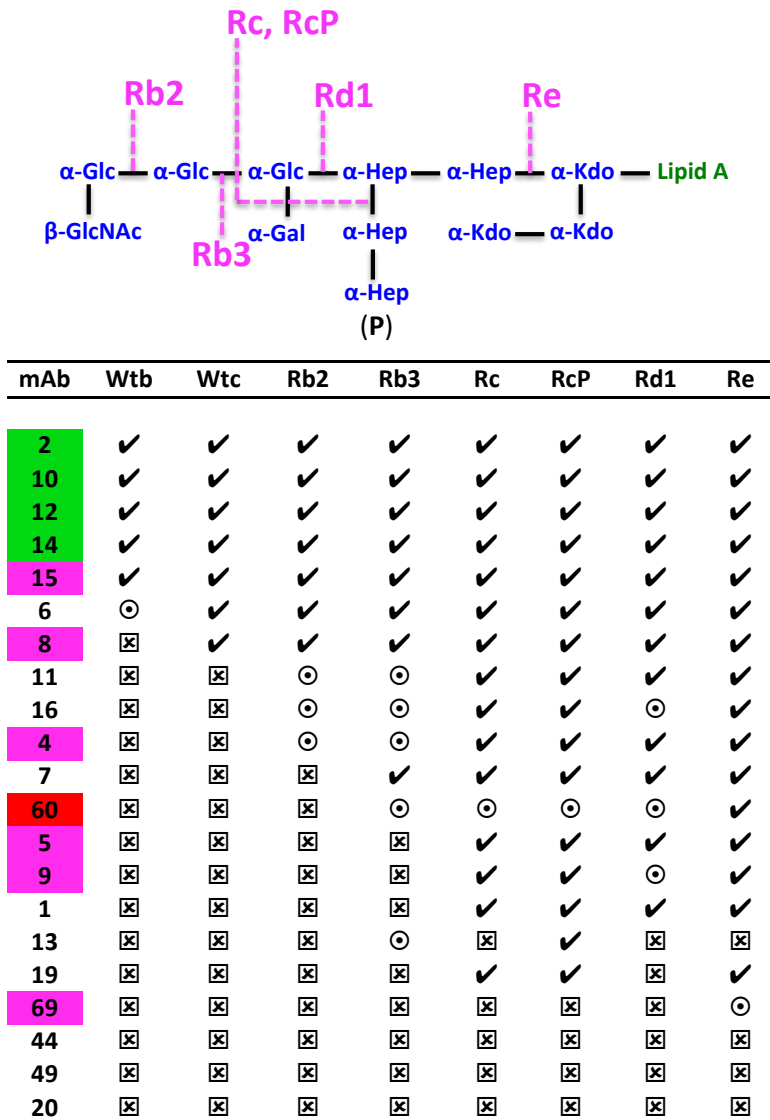 Rc, RcP
Rb2 Rd1 Re
α-Glc α-Glc α-Glc α-Hep α-Hep α-Kdo Lipid A
β-GlcNAc α-Gal α-Hep α-Kdo α-Kdo
Rb3
α-Hep
(P)
mAb Wtb Wtc Rb2 Rb3 Rc RcP Rd1 Re
2 ✔ ✔ ✔ ✔ ✔ ✔ ✔ ✔
10 ✔ ✔ ✔ ✔ ✔ ✔ ✔ ✔
12 ✔ ✔ ✔ ✔ ✔ ✔ ✔ ✔
14 ✔ ✔ ✔ ✔ ✔ ✔ ✔ ✔
15 ✔ ✔ ✔ ✔ ✔ ✔ ✔ ✔
6 ☉ ✔ ✔ ✔ ✔ ✔ ✔ ✔
8 ☒ ✔ ✔ ✔ ✔ ✔ ✔ ✔
11 ☒ ☒ ☉ ☉ ✔ ✔ ✔ ✔
16 ☒ ☒ ☉ ☉ ✔ ✔ ☉ ✔
4 ☒ ☒ ☉ ☉ ✔ ✔ ✔ ✔
7 ☒ ☒ ☒ ✔ ✔ ✔ ✔ ✔
60 ☒ ☒ ☒ ☉ ☉ ☉ ☉ ✔
5 ☒ ☒ ☒ ☒ ✔ ✔ ✔ ✔
9 ☒ ☒ ☒ ☒ ✔ ✔ ☉ ✔
1 ☒ ☒ ☒ ☒ ✔ ✔ ✔ ✔
13 ☒ ☒ ☒ ☉ ☒ ✔ ☒ ☒
19 ☒ ☒ ☒ ☒ ✔ ✔ ☒ ✔
69 ☒ ☒ ☒ ☒ ☒ ☒ ☒ ☉
44 ☒ ☒ ☒ ☒ ☒ ☒ ☒ ☒
49 ☒ ☒ ☒ ☒ ☒ ☒ ☒ ☒
20 ☒ ☒ ☒ ☒ ☒ ☒ ☒ ☒